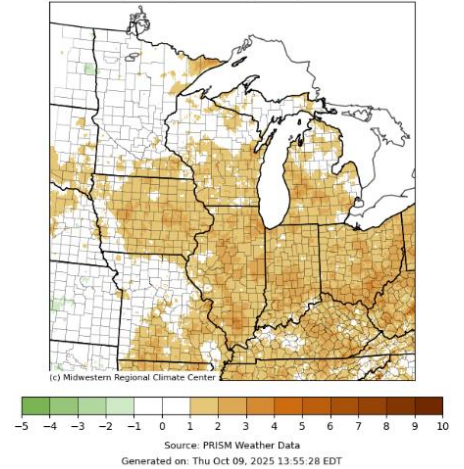 (c) Midwestern Regional Climate Center
−5 −4 −3 −2 −1 0 1 2 3 4 5 6 7 8 9 10
Source: PRISM Weather Data
Generated on: Thu Oct 09, 2025 13:55:28 EDT